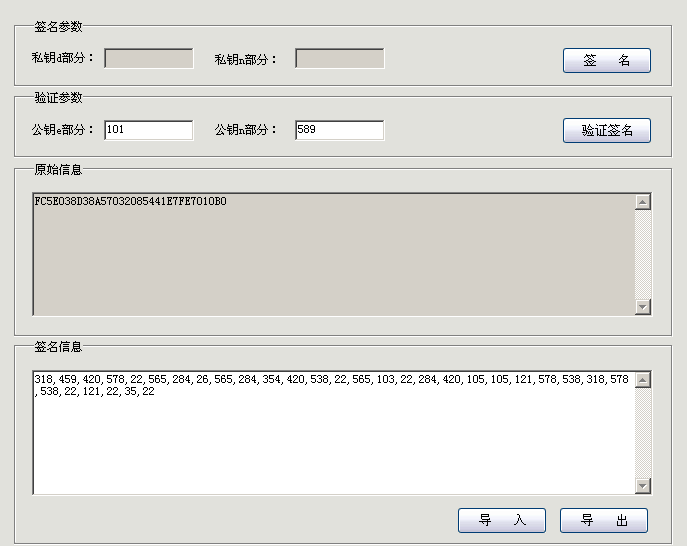 签名参数
私钥d部分： 私钥n部分： 签 名
验证参数
公钥e部分： 101 公钥n部分： 589 验证签名
原始信息
FC5E038D38A57032085441E7FE7010B0
签名信息
318,459,420,578,22,565,284,26,565,284,354,420,538,22,565,103,22,284,420,105,105,121,578,538,318,578
,538,22,121,22,35,22
导 入 导 出